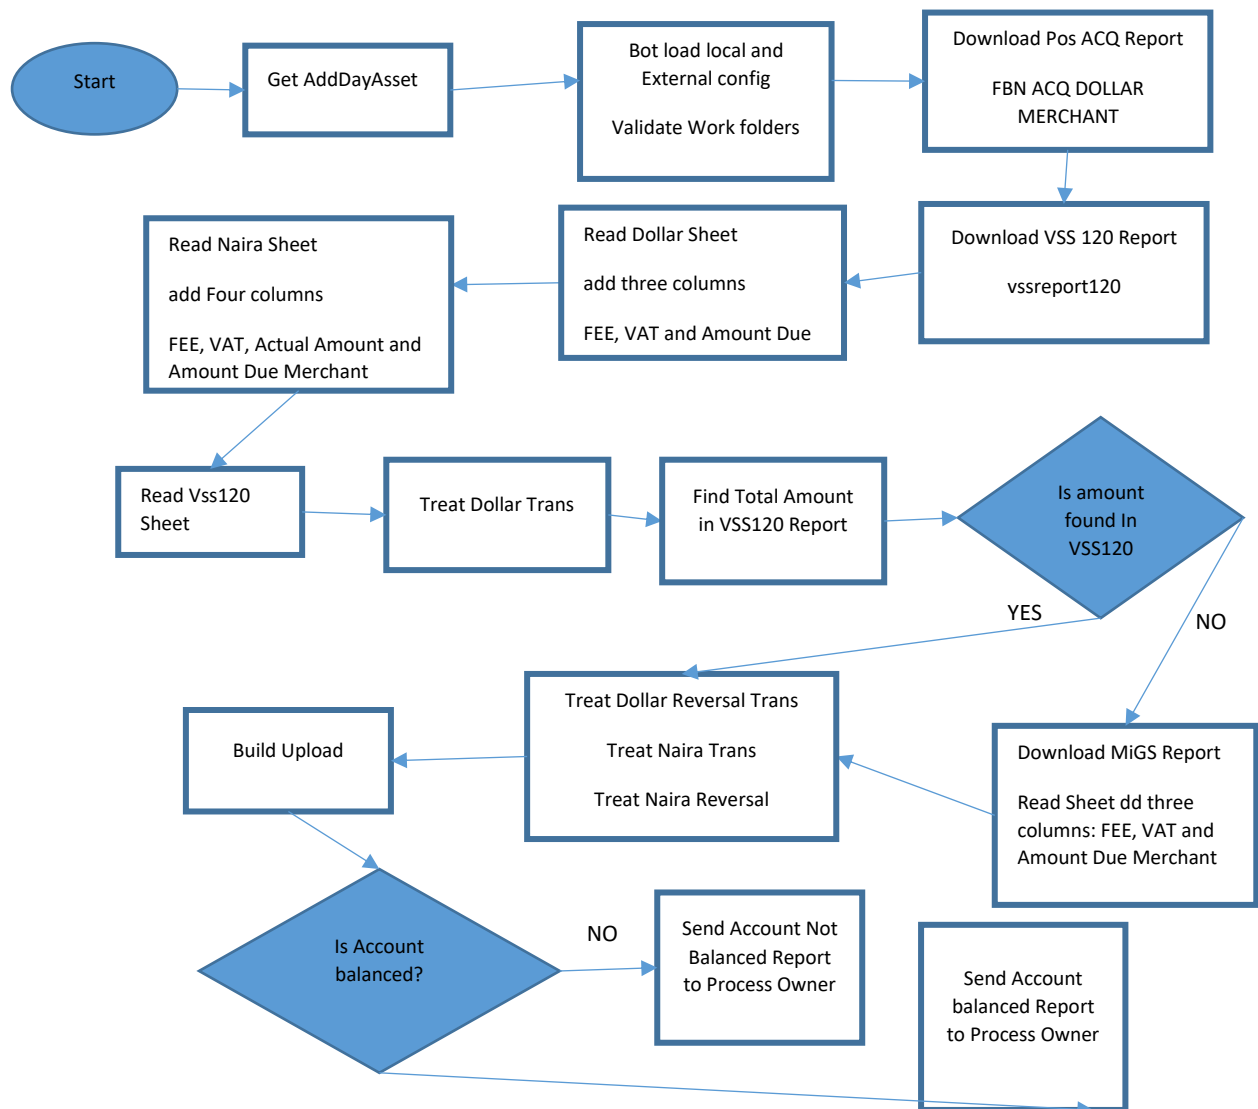 Start
Get AddDayAsset
Bot load local and
External config
Validate Work folders
Download Pos ACQ Report
FBN ACQ DOLLAR
MERCHANT
Download VSS 120 Report
vssreport120
Read Dollar Sheet
add three columns
FEE, VAT and Amount Due
Read Naira Sheet
add Four columns
FEE, VAT, Actual Amount and
Amount Due Merchant
Read Vss120
Sheet
Treat Dollar Trans
Find Total Amount
in VSS120 Report
Is amount
found In
VSS120
YES
NO
Download MiGS Report
Read Sheet dd three
columns: FEE, VAT and
Amount Due Merchant
Treat Dollar Reversal Trans
Treat Naira Trans
Treat Naira Reversal
Build Upload
Is Account
balanced?
NO
Send Account Not
Balanced Report
to Process Owner
Send Account
balanced Report
to Process Owner